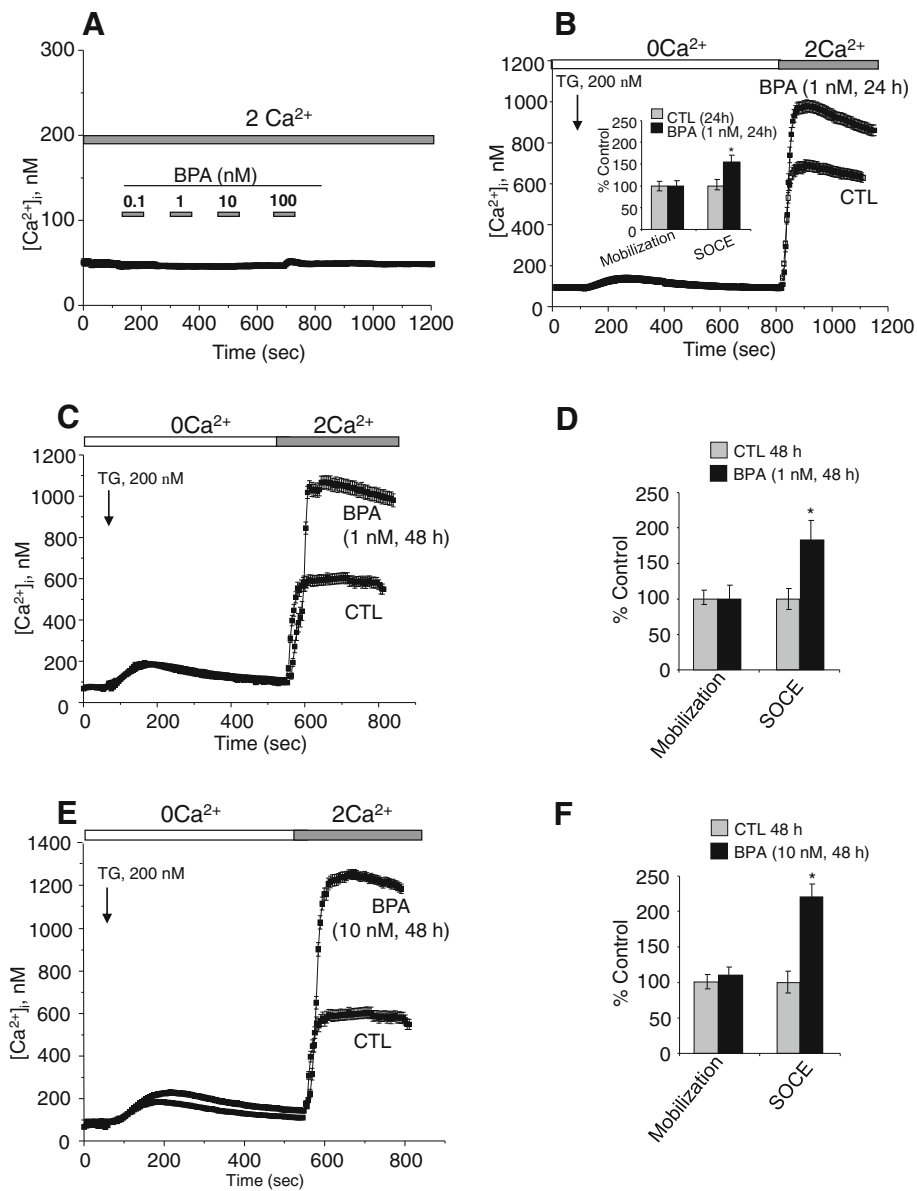 A
300
200
100
0
[Ca²⁺]ᵢ, nM
2 Ca²⁺
BPA (nM)
0.1 1 10 100
0 200 400 600 800 1000 1200
Time (sec)
B
0Ca²⁺ 2Ca²⁺
1200
1000
800
600
400
200
0
[Ca²⁺]ᵢ, nM
TG, 200 nM
BPA (1 nM, 24 h)
CTL
CTL (24h)
BPA (1 nM, 24h)
250
200
150
100
50
0
% Control
*
Mobilization
SOCE
0 200 400 600 800 1000 1200
Time (sec)
C
0Ca²⁺ 2Ca²⁺
1200
1000
800
600
400
200
0
[Ca²⁺]ᵢ, nM
TG, 200 nM
BPA
(1 nM, 48 h)
CTL
0 200 400 600 800
Time (sec)
D
CTL 48 h
BPA (1 nM, 48 h)
250
200
150
100
50
0
% Control
*
Mobilization
SOCE
E
0Ca²⁺ 2Ca²⁺
1400
1200
1000
800
600
400
200
0
[Ca²⁺]ᵢ, nM
TG, 200 nM
BPA
(10 nM, 48 h)
CTL
0 200 400 600 800
Time (sec)
F
CTL 48 h
BPA (10 nM, 48 h)
250
200
150
100
50
0
% Control
*
Mobilization
SOCE